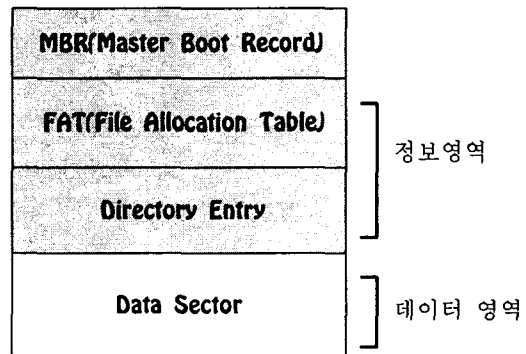 MBR(Master Boot Record)
FAT(File Allocation Table)
정보영역
Directory Entry
Data Sector
데이터 영역